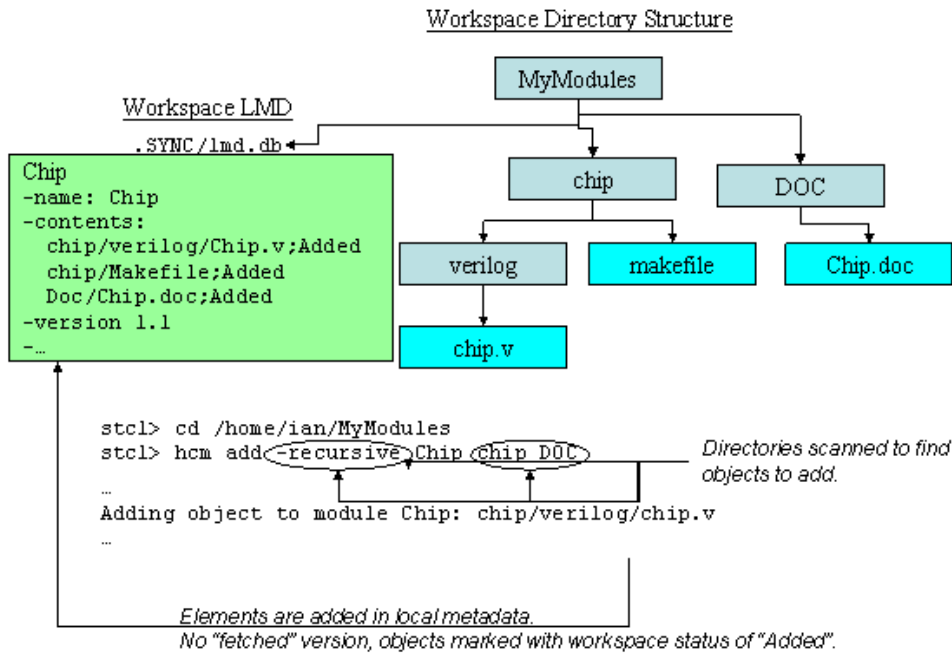 Workspace Directory Structure
MyModules
Workspace LMD
.SYNC/lmd.db
Chip
-name: Chip
-contents:
chip/verilog/Chip.v;Added
chip/Makefile;Added
Doc/Chip.doc;Added
-version 1.1
-…
chip
DOC
verilog
makefile
Chip.doc
chip.v
stcl> cd /home/ian/MyModules
stcl> hcm add -recursive Chip chip DOC
…
Adding object to module Chip: chip/verilog/chip.v
…
Directories scanned to find
objects to add.
Elements are added in local metadata.
No "fetched" version, objects marked with workspace status of "Added".